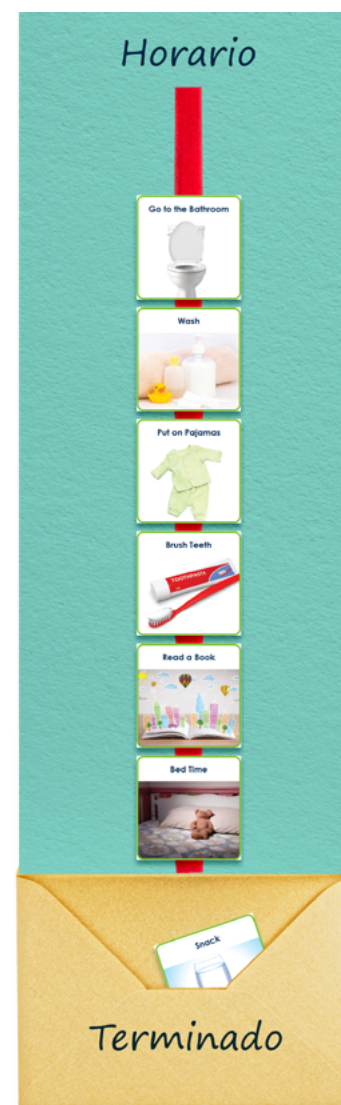 Horario
Go to the Bathroom
Wash
Put on Pajamas
Brush Teeth
TOOTHPASTE
Read a Book
Bed Time
Snack
Terminado